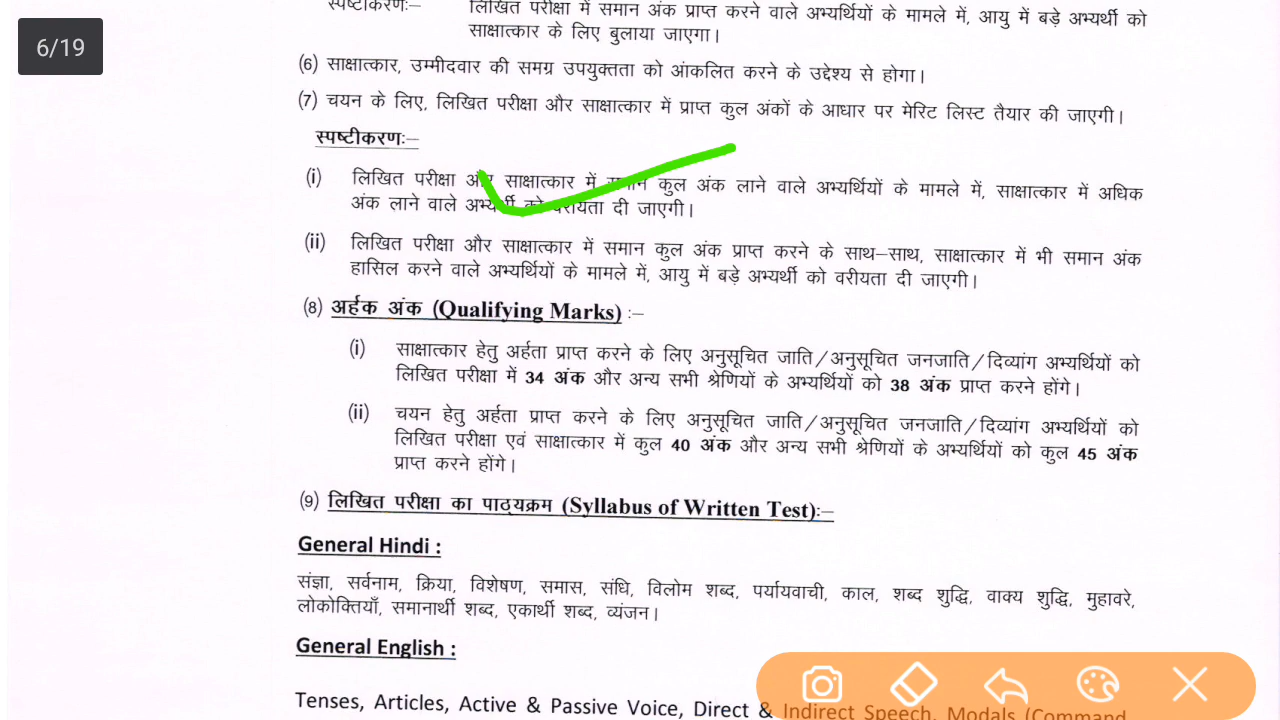 6/19
स्पष्टीकरणः– लिखित परीक्षा में समान अंक प्राप्त करने वाले अभ्यर्थियों के मामले में, आयु में बड़े अभ्यर्थी को
साक्षात्कार के लिए बुलाया जाएगा।
(6) साक्षात्कार, उम्मीदवार की समग्र उपयुक्तता को आंकलित करने के उद्देश्य से होगा।
(7) चयन के लिए, लिखित परीक्षा और साक्षात्कार में प्राप्त कुल अंकों के आधार पर मेरिट लिस्ट तैयार की जाएगी।
स्पष्टीकरणः–
(i) लिखित परीक्षा और साक्षात्कार में समान कुल अंक लाने वाले अभ्यर्थियों के मामले में, साक्षात्कार में अधिक
अंक लाने वाले अभ्यर्थी को वरीयता दी जाएगी।
(ii) लिखित परीक्षा और साक्षात्कार में समान कुल अंक प्राप्त करने के साथ–साथ, साक्षात्कार में भी समान अंक
हासिल करने वाले अभ्यर्थियों के मामले में, आयु में बड़े अभ्यर्थी को वरीयता दी जाएगी।
(8) अर्हक अंक (Qualifying Marks) :–
(i) साक्षात्कार हेतु अर्हता प्राप्त करने के लिए अनुसूचित जाति/अनुसूचित जनजाति/दिव्यांग अभ्यर्थियों को
लिखित परीक्षा में 34 अंक और अन्य सभी श्रेणियों के अभ्यर्थियों को 38 अंक प्राप्त करने होंगे।
(ii) चयन हेतु अर्हता प्राप्त करने के लिए अनुसूचित जाति/अनुसूचित जनजाति/दिव्यांग अभ्यर्थियों को
लिखित परीक्षा एवं साक्षात्कार में कुल 40 अंक और अन्य सभी श्रेणियों के अभ्यर्थियों को कुल 45 अंक
प्राप्त करने होंगे।
(9) लिखित परीक्षा का पाठ्यक्रम (Syllabus of Written Test):–
General Hindi :
संज्ञा, सर्वनाम, क्रिया, विशेषण, समास, संधि, विलोम शब्द, पर्यायवाची, काल, शब्द शुद्धि, वाक्य शुद्धि, मुहावरे,
लोकोक्तियाँ, समानार्थी शब्द, एकार्थी शब्द, व्यंजन।
General English :
Tenses, Articles, Active & Passive Voice, Direct & Indirect Speech, Modals (Command,